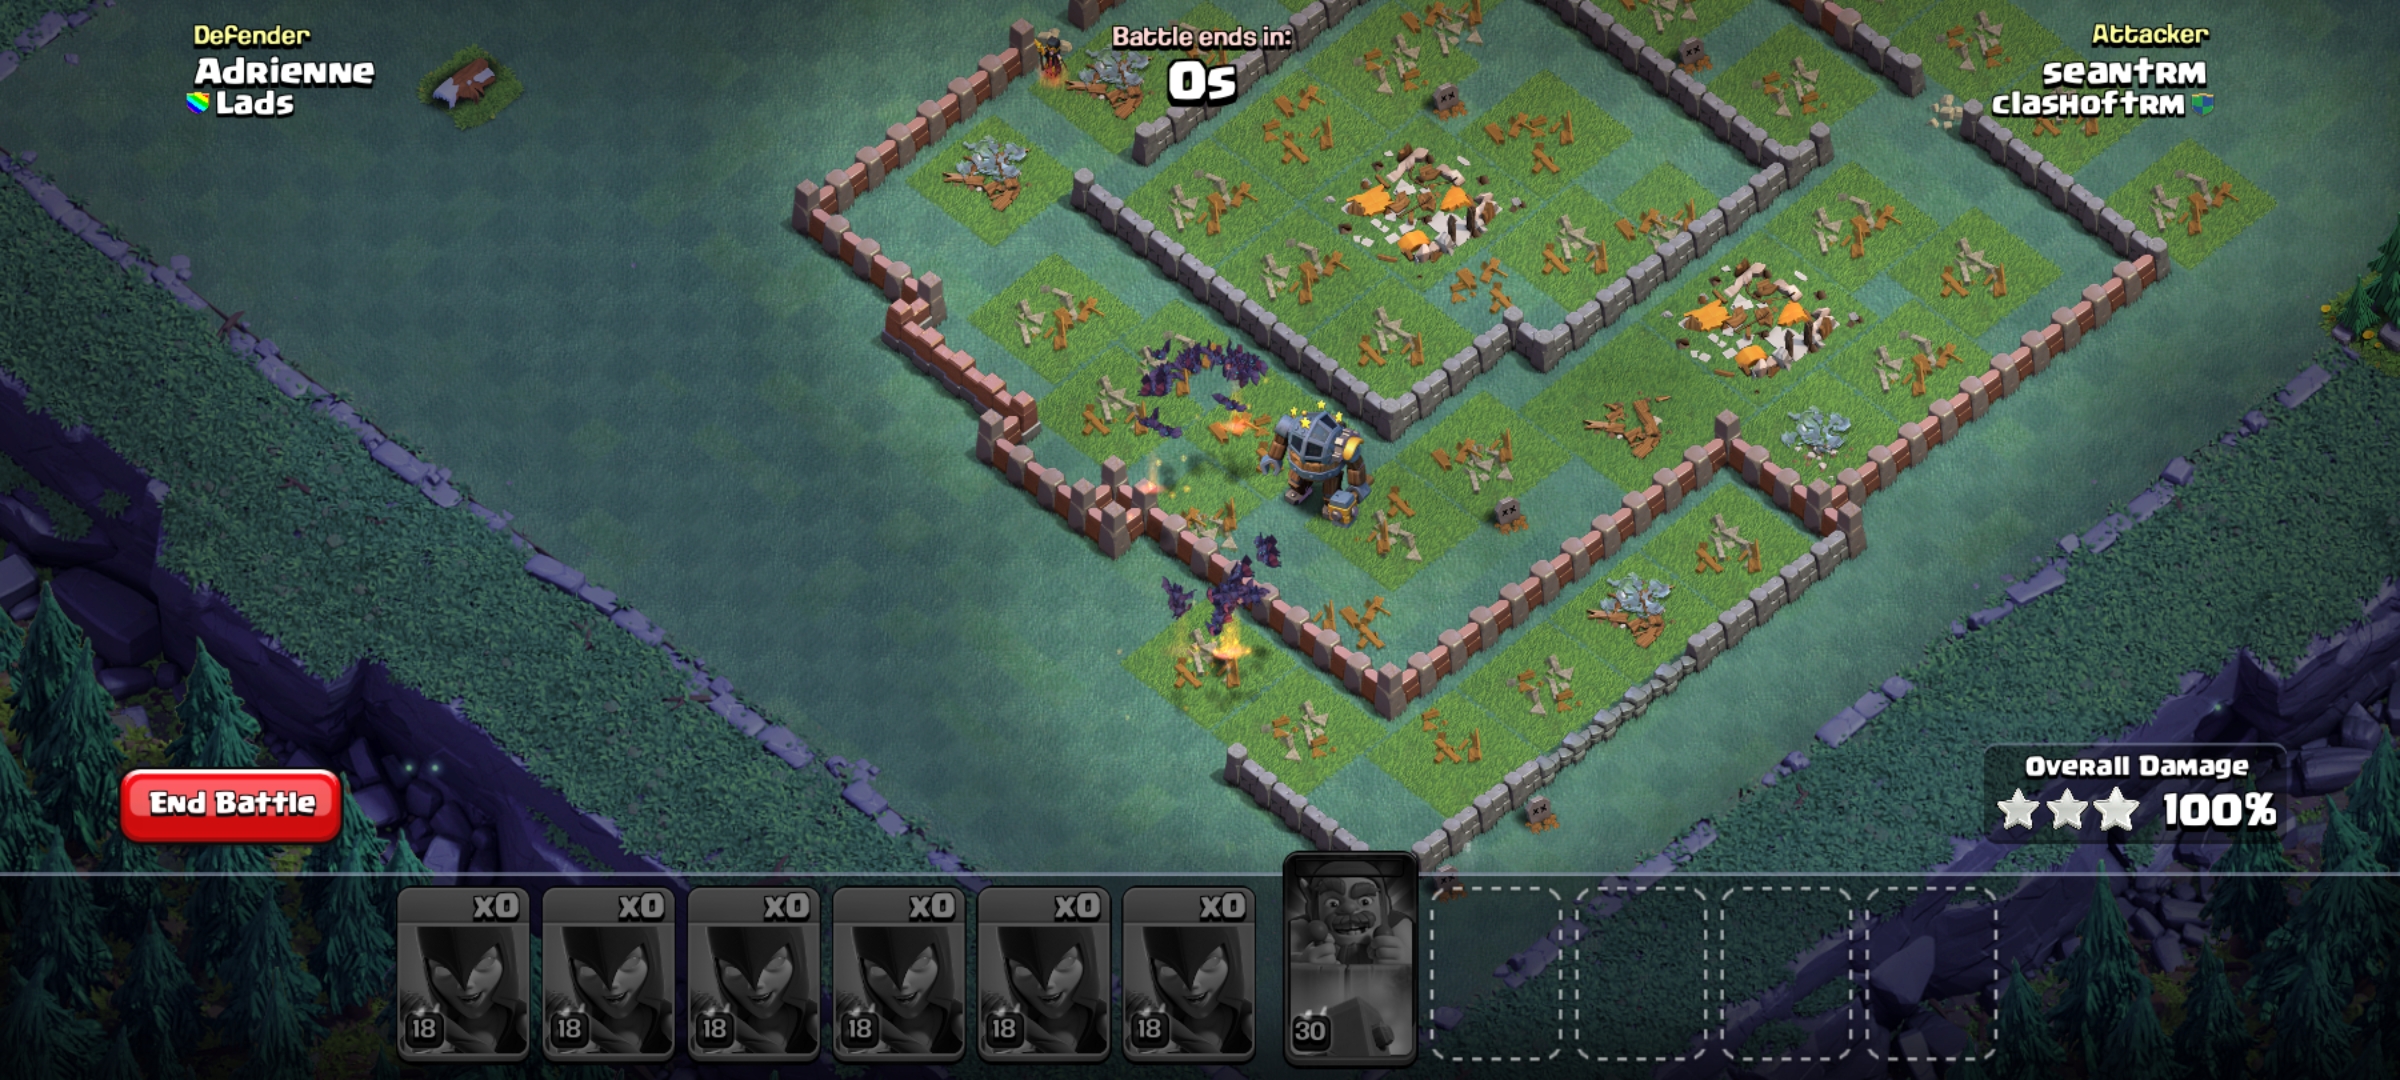 Defender
Adrienne
Lads
Battle ends in:
0s
Attacker
seantRM
clashoftRM
End Battle
Overall Damage
100%
x0 x0 x0 x0 x0 x0
18 18 18 18 18 18 30